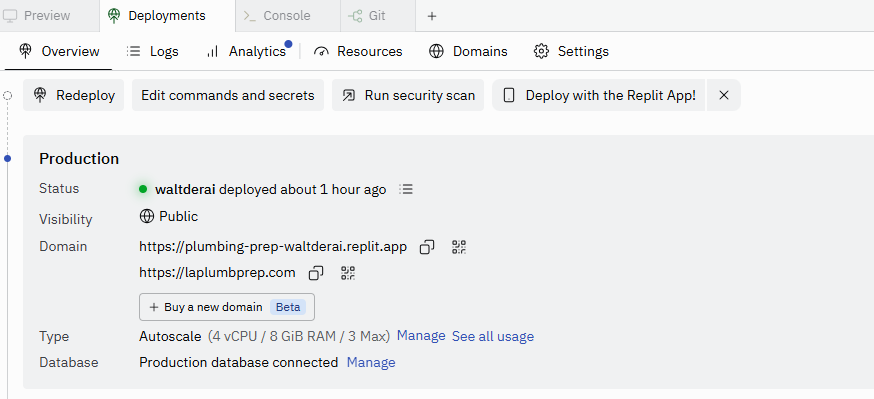 Preview Deployments Console Git
Overview Logs Analytics Resources Domains Settings
Redeploy Edit commands and secrets Run security scan Deploy with the Replit App!
Production
Status waltderai deployed about 1 hour ago
Visibility Public
Domain https://plumbing-prep-waltderai.replit.app
https://laplumbprep.com
+ Buy a new domain Beta
Type Autoscale (4 vCPU / 8 GiB RAM / 3 Max) Manage See all usage
Database Production database connected Manage